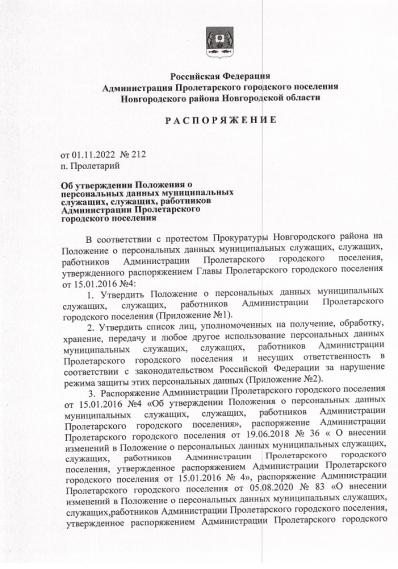 Российская Федерация
Администрация Пролетарского городского поселения
Новгородского района Новгородской области
РАСПОРЯЖЕНИЕ
от 01.11.2022 № 212
п. Пролетарий
Об утверждении Положения о
персональных данных муниципальных
служащих, служащих, работников
Администрации Пролетарского
городского поселения
В соответствии с протестом Прокуратуры Новгородского района на
Положение о персональных данных муниципальных служащих, служащих,
работников Администрации Пролетарского городского поселения,
утвержденного распоряжением Главы Пролетарского городского поселения
от 15.01.2016 №4:
1. Утвердить Положение о персональных данных муниципальных
служащих, служащих, работников Администрации Пролетарского
городского поселения (Приложение №1).
2. Утвердить список лиц, уполномоченных на получение, обработку,
хранение, передачу и любое другое использование персональных данных
муниципальных служащих, служащих, работников Администрации
Пролетарского городского поселения и несущих ответственность в
соответствии с законодательством Российской Федерации за нарушение
режима защиты этих персональных данных (Приложение №2).
3. Распоряжение Администрации Пролетарского городского поселения
от 15.01.2016 №4 «Об утверждении Положения о персональных данных
муниципальных служащих, служащих, работников Администрации
Пролетарского городского поселения», распоряжение Администрации
Пролетарского городского поселения от 19.06.2018 № 36 « О внесении
изменений в Положение о персональных данных муниципальных служащих,
служащих, работников Администрации Пролетарского городского
поселения, утвержденное распоряжением Администрации Пролетарского
городского поселения от 15.01.2016 № 4», распоряжение Администрации
Пролетарского городского поселения от 05.08.2020 № 83 «О внесении
изменений в Положение о персональных данных муниципальных служащих,
служащих,работников Администрации Пролетарского городского поселения,
утвержденное распоряжением Администрации Пролетарского городского